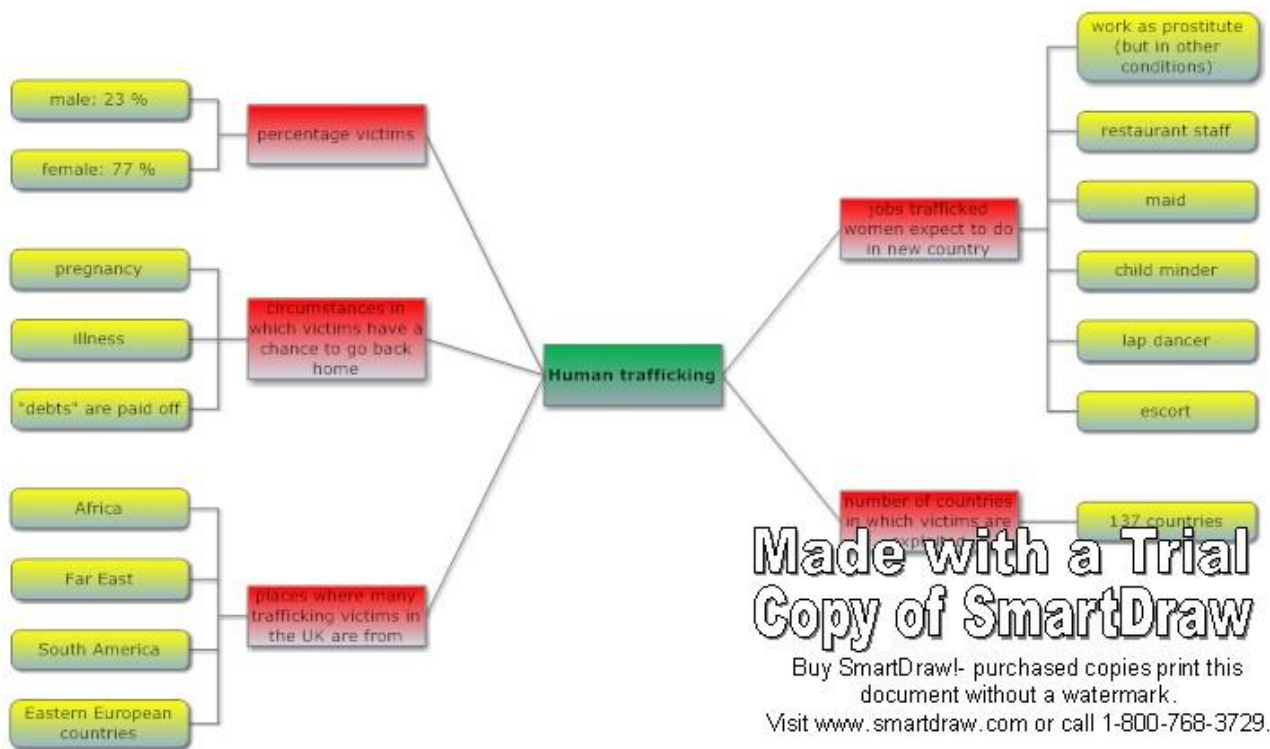 Human trafficking
percentage victims
male: 23 %
female: 77 %
circumstances in
which victims have a
chance to go back
home
pregnancy
illness
"debts" are paid off
places where many
trafficking victims in
the UK are from
Africa
Far East
South America
Eastern European
countries
jobs trafficked
women expect to do
in new country
work as prostitute
(but in other
conditions)
restaurant staff
maid
child minder
lap dancer
escort
number of countries
in which victims are
137 countries
Made with a Trial
Copy of SmartDraw
Buy SmartDraw!- purchased copies print this
document without a watermark.
Visit www.smartdraw.com or call 1-800-768-3729.